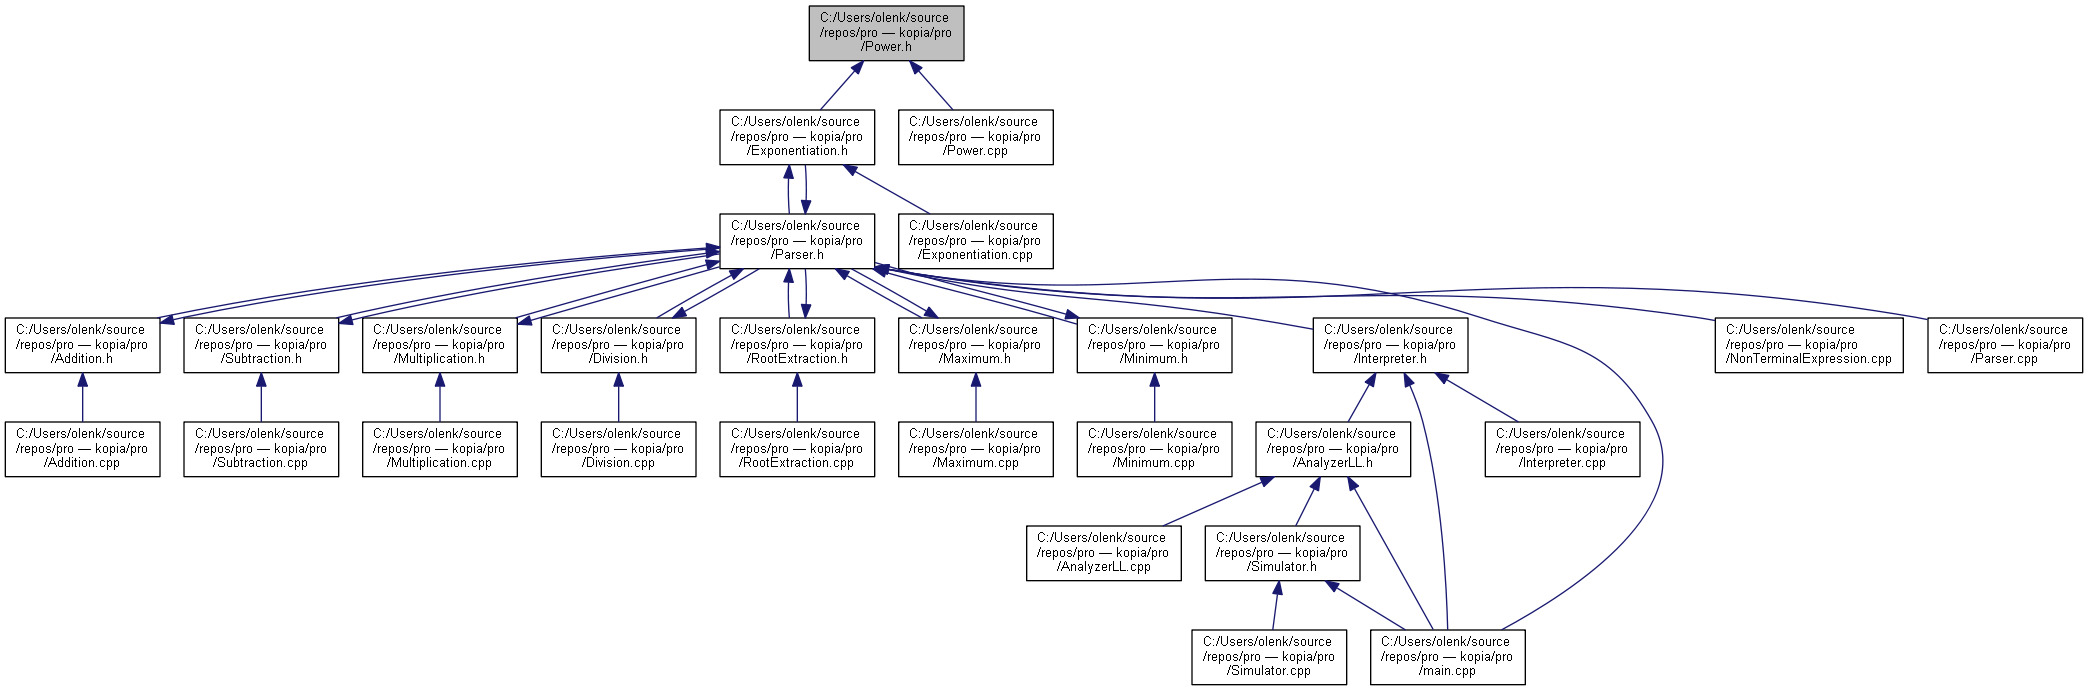 C:/Users/olenk/source
/repos/pro — kopia/pro
/Power.h
C:/Users/olenk/source
/repos/pro — kopia/pro
/Exponentiation.h
C:/Users/olenk/source
/repos/pro — kopia/pro
/Power.cpp
C:/Users/olenk/source
/repos/pro — kopia/pro
/Parser.h
C:/Users/olenk/source
/repos/pro — kopia/pro
/Exponentiation.cpp
C:/Users/olenk/source
/repos/pro — kopia/pro
/Addition.h
C:/Users/olenk/source
/repos/pro — kopia/pro
/Subtraction.h
C:/Users/olenk/source
/repos/pro — kopia/pro
/Multiplication.h
C:/Users/olenk/source
/repos/pro — kopia/pro
/Division.h
C:/Users/olenk/source
/repos/pro — kopia/pro
/RootExtraction.h
C:/Users/olenk/source
/repos/pro — kopia/pro
/Maximum.h
C:/Users/olenk/source
/repos/pro — kopia/pro
/Minimum.h
C:/Users/olenk/source
/repos/pro — kopia/pro
/Interpreter.h
C:/Users/olenk/source
/repos/pro — kopia/pro
/NonTerminalExpression.cpp
C:/Users/olenk/source
/repos/pro — kopia/pro
/Parser.cpp
C:/Users/olenk/source
/repos/pro — kopia/pro
/Addition.cpp
C:/Users/olenk/source
/repos/pro — kopia/pro
/Subtraction.cpp
C:/Users/olenk/source
/repos/pro — kopia/pro
/Multiplication.cpp
C:/Users/olenk/source
/repos/pro — kopia/pro
/Division.cpp
C:/Users/olenk/source
/repos/pro — kopia/pro
/RootExtraction.cpp
C:/Users/olenk/source
/repos/pro — kopia/pro
/Maximum.cpp
C:/Users/olenk/source
/repos/pro — kopia/pro
/Minimum.cpp
C:/Users/olenk/source
/repos/pro — kopia/pro
/AnalyzerLL.h
C:/Users/olenk/source
/repos/pro — kopia/pro
/Interpreter.cpp
C:/Users/olenk/source
/repos/pro — kopia/pro
/AnalyzerLL.cpp
C:/Users/olenk/source
/repos/pro — kopia/pro
/Simulator.h
C:/Users/olenk/source
/repos/pro — kopia/pro
/Simulator.cpp
C:/Users/olenk/source
/repos/pro — kopia/pro
/main.cpp